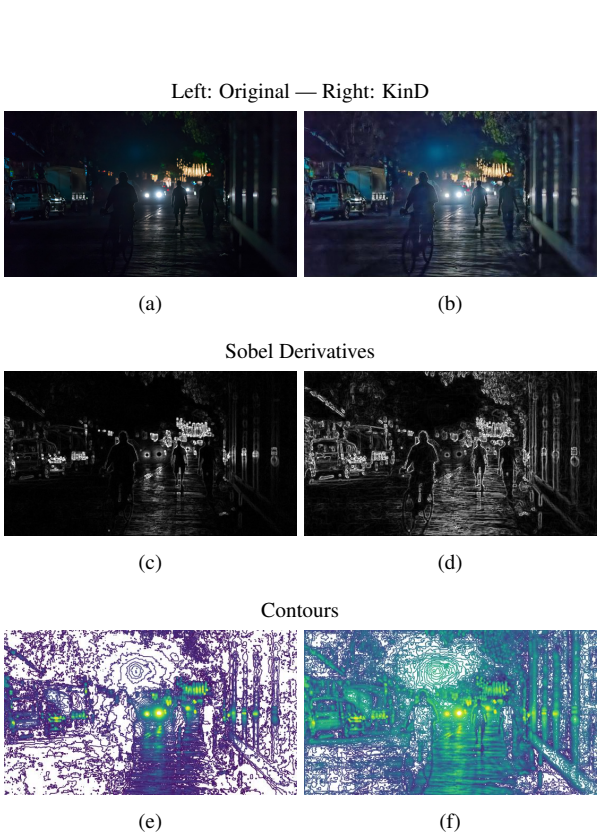 Left: Original — Right: KinD
(a)
(b)
Sobel Derivatives
(c)
(d)
Contours
(e)
(f)